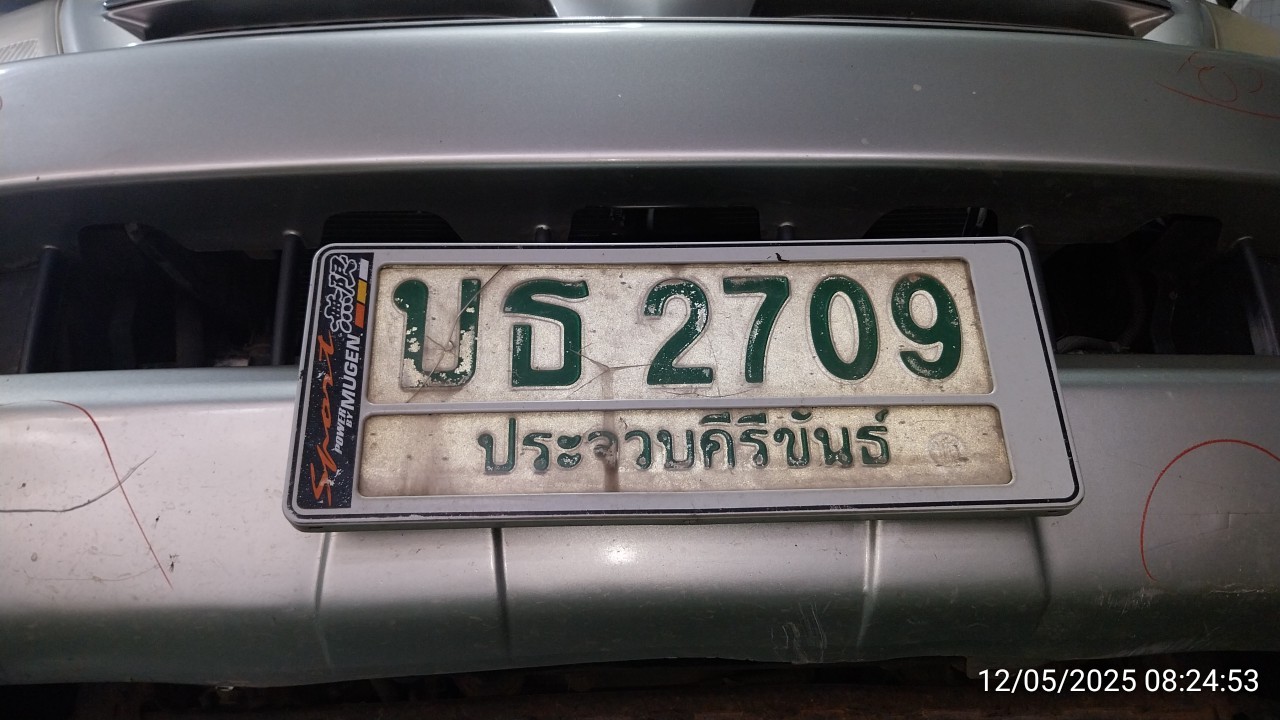 บธ 2709
ประจวบคีรีขันธ์
無限
Sport
POWER BY MUGEN
12/05/2025 08:24:53